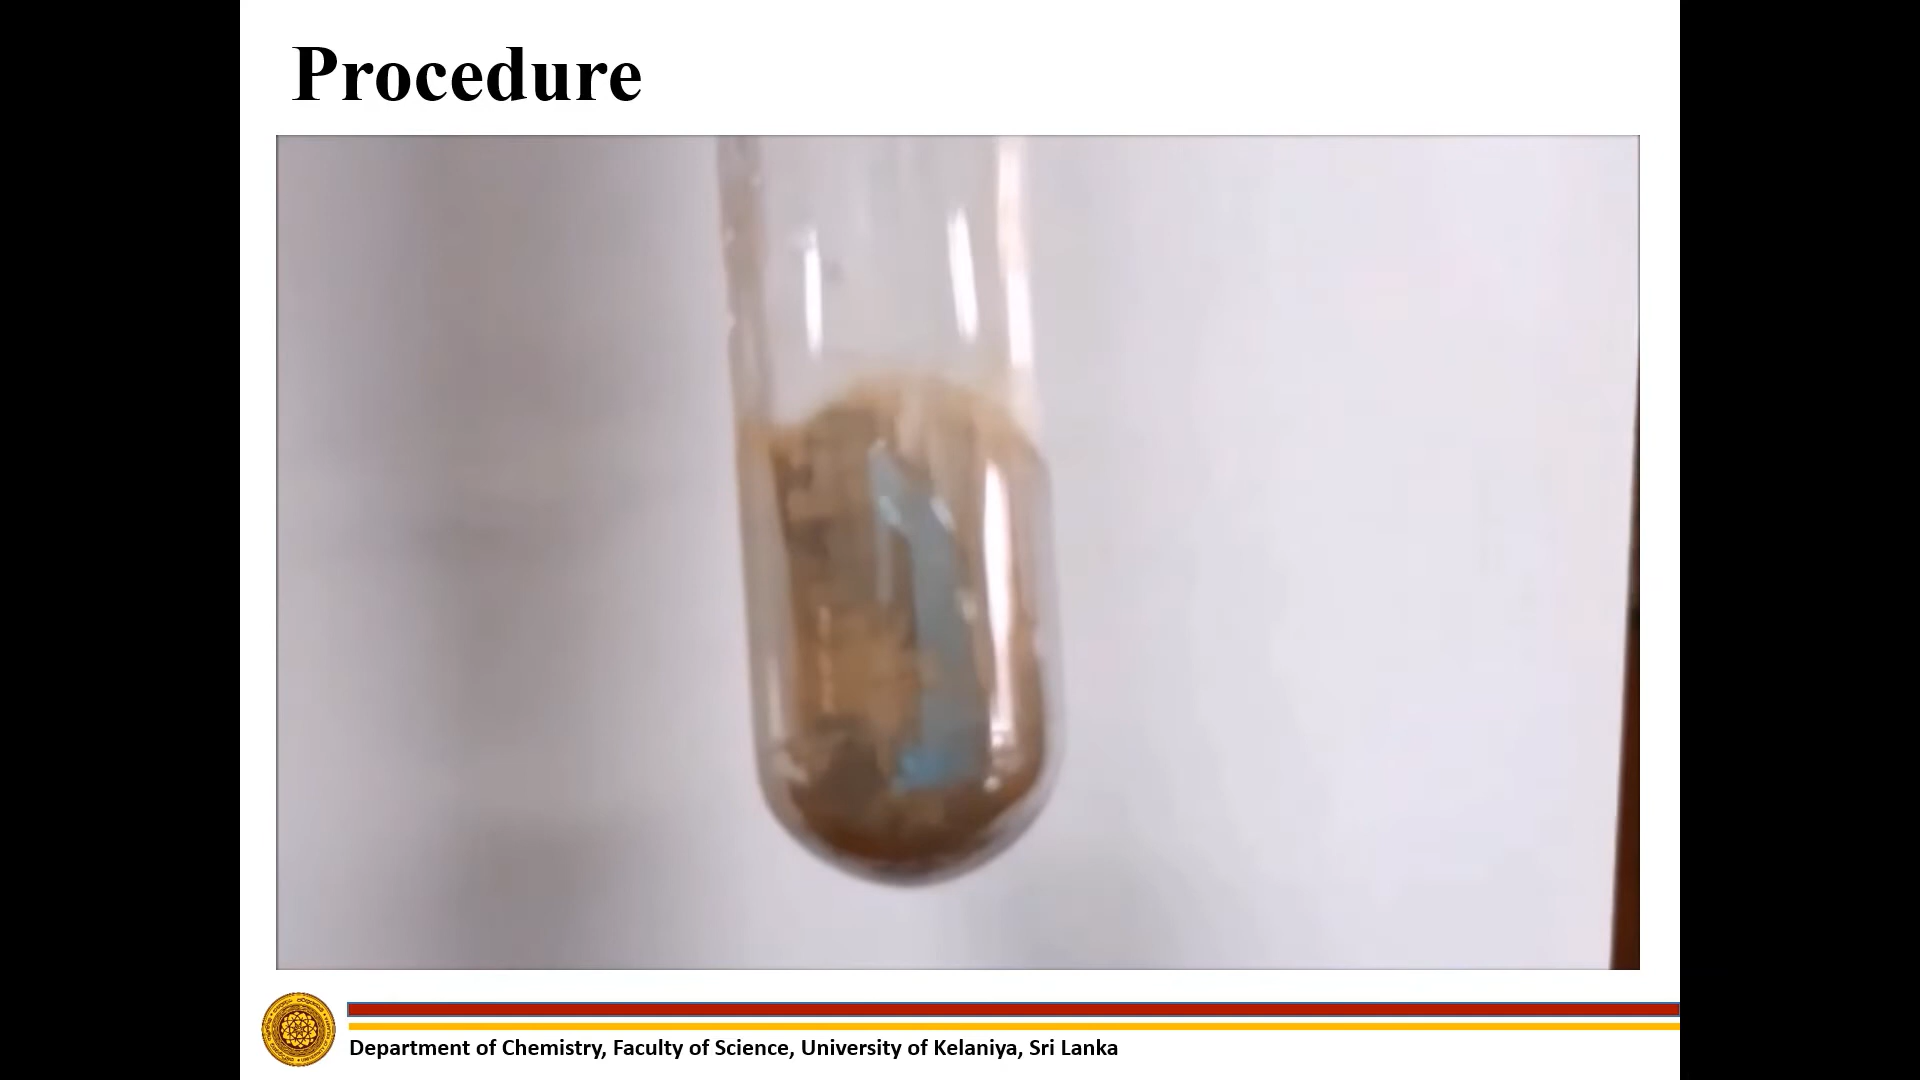 Procedure
Department of Chemistry, Faculty of Science, University of Kelaniya, Sri Lanka